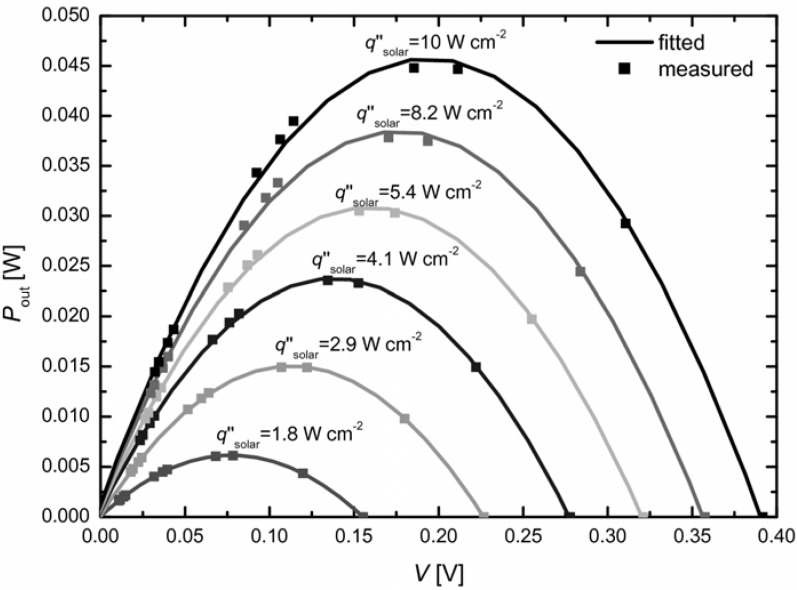 0.050
0.045
0.040
0.035
0.030
0.025
0.020
0.015
0.010
0.005
0.000
P_out [W]
q"_solar=10 W cm⁻²
fitted
measured
q"_solar=8.2 W cm⁻²
q"_solar=5.4 W cm⁻²
q"_solar=4.1 W cm⁻²
q"_solar=2.9 W cm⁻²
q"_solar=1.8 W cm⁻²
0.00 0.05 0.10 0.15 0.20 0.25 0.30 0.35 0.40
V [V]